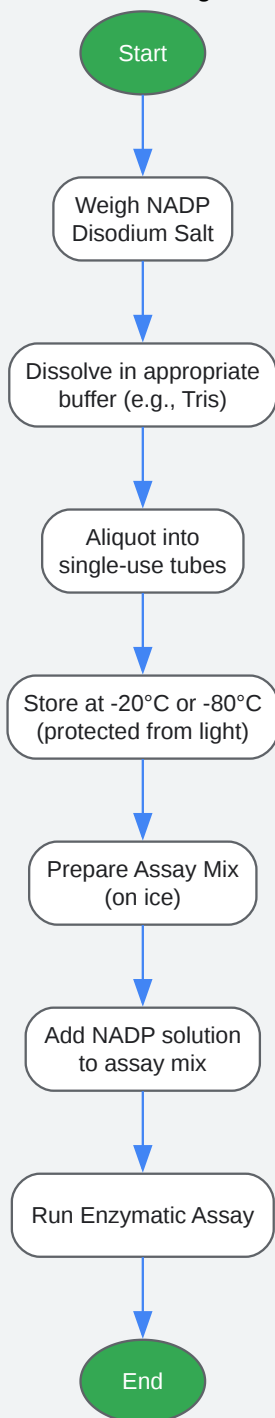 Start
Weigh NADP
Disodium Salt
Dissolve in appropriate
buffer (e.g., Tris)
Aliquot into
single-use tubes
Store at -20°C or -80°C
(protected from light)
Prepare Assay Mix
(on ice)
Add NADP solution
to assay mix
Run Enzymatic Assay
End